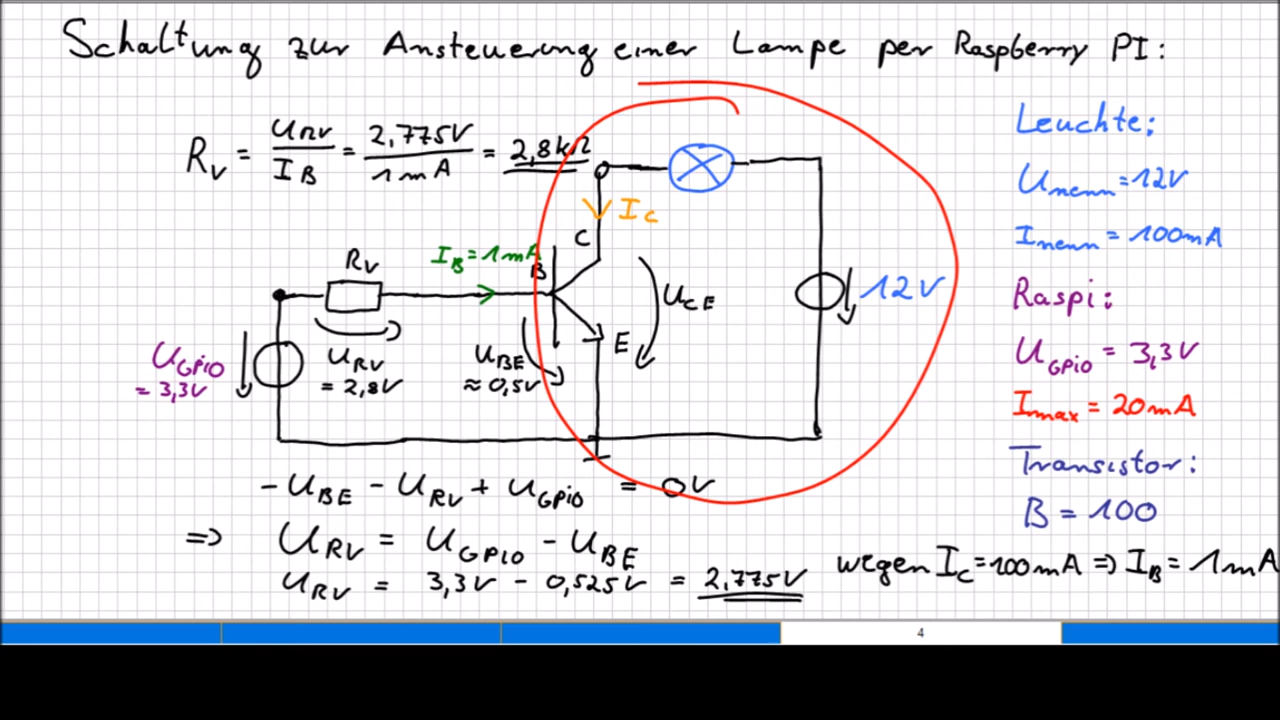 Schaltung zur Ansteuerung einer Lampe per Raspberry PI:
R_V = U_RV / I_B = 2,775V / 1mA = 2,8kΩ
Leuchte:
U_nenn = 12V
I_nenn = 100mA
Raspi:
U_GPIO = 3,3V
I_max = 20mA
Transistor:
B = 100
I_C
C
I_B = 1mA
B
R_V
U_CE
12V
E
U_GPIO
= 3,3V
U_RV
= 2,8V
U_BE
≈ 0,5V
- U_BE - U_RV + U_GPIO = 0V
=> U_RV = U_GPIO - U_BE
U_RV = 3,3V - 0,525V = 2,775V
wegen I_C = 100mA => I_B = 1mA
4